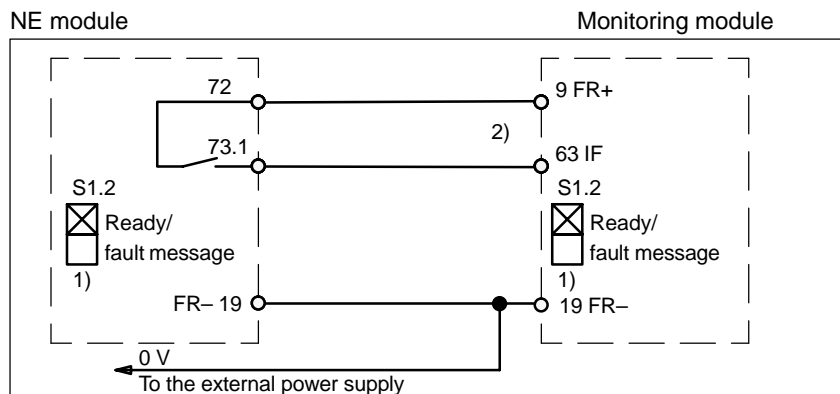 NE module
Monitoring module
72
9 FR+
2)
73.1
63 IF
S1.2
Ready/
fault message
1)
S1.2
Ready/
fault message
1)
FR– 19
19 FR–
0 V
To the external power supply